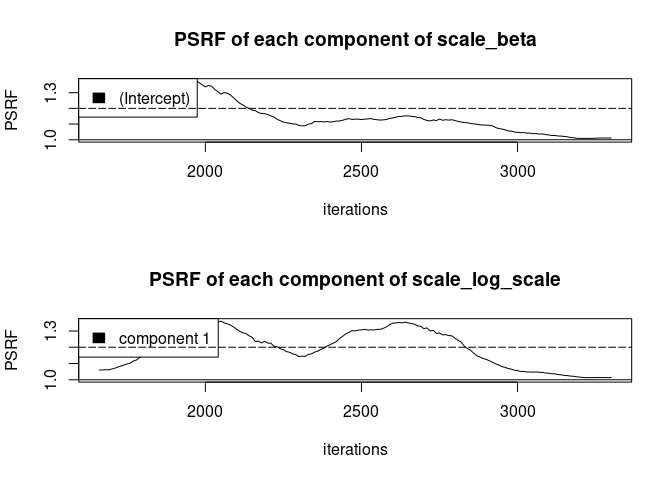 PSRF of each component of scale_beta
PSRF
1.0
1.3
(Intercept)
2000
2500
3000
iterations
PSRF of each component of scale_log_scale
PSRF
1.0
1.3
component 1
2000
2500
3000
iterations